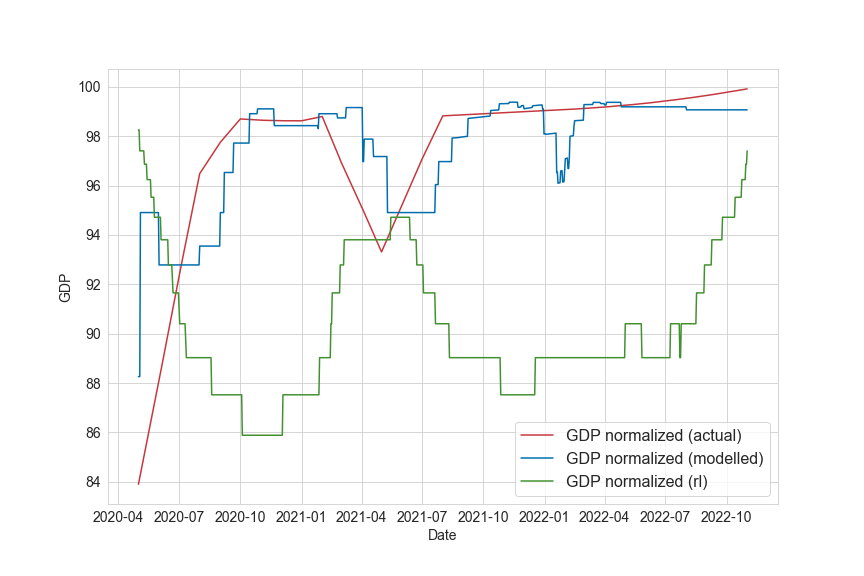 100
98
96
94
92
90
88
86
84
GDP
GDP normalized (actual)
GDP normalized (modelled)
GDP normalized (rl)
2020-04 2020-07 2020-10 2021-01 2021-04 2021-07 2021-10 2022-01 2022-04 2022-07 2022-10
Date